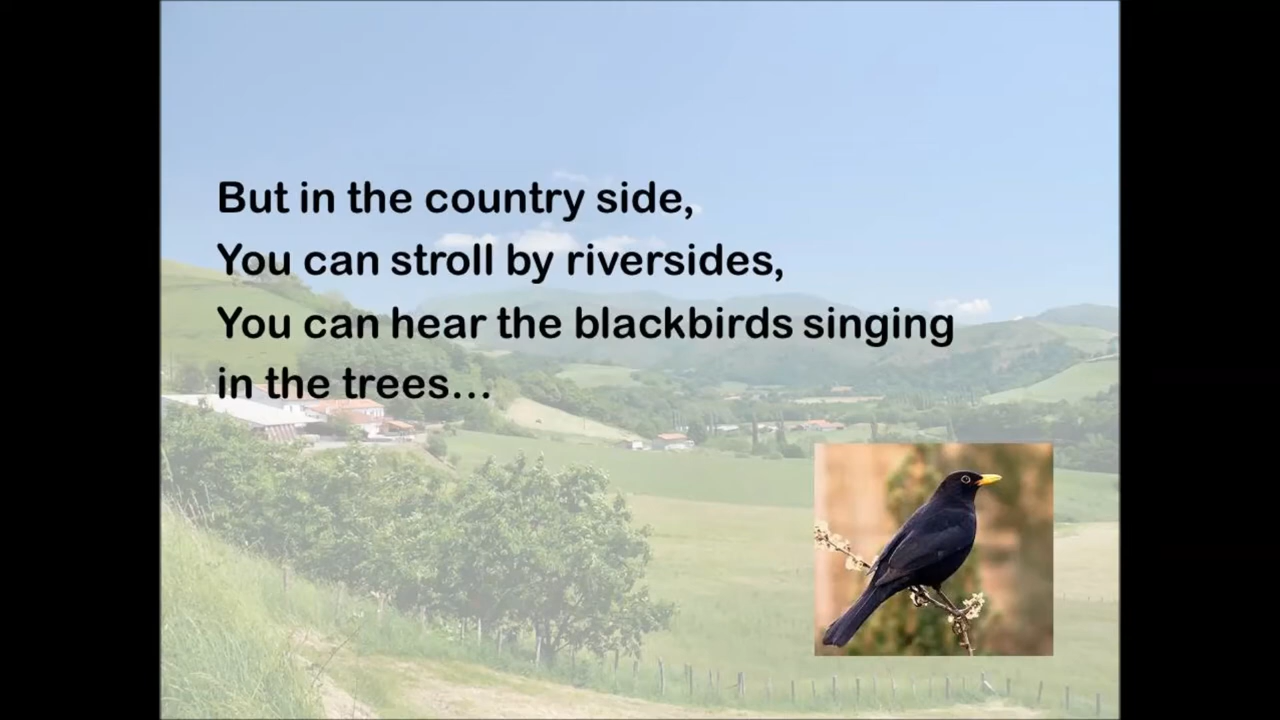 But in the country side,
You can stroll by riversides,
You can hear the blackbirds singing
in the trees…